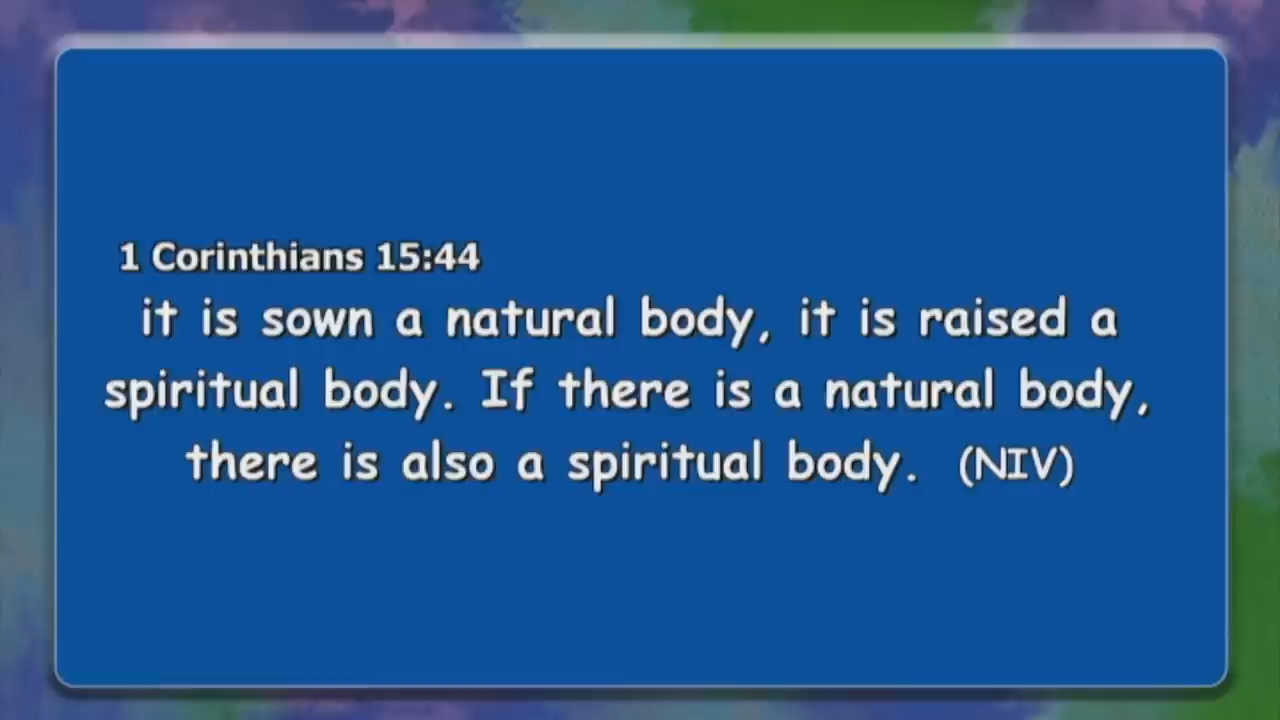 1 Corinthians 15:44
it is sown a natural body, it is raised a
spiritual body. If there is a natural body,
there is also a spiritual body. (NIV)